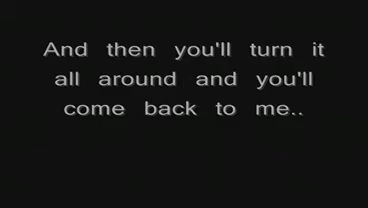 And then you'll turn it
all around and you'll
come back to me..